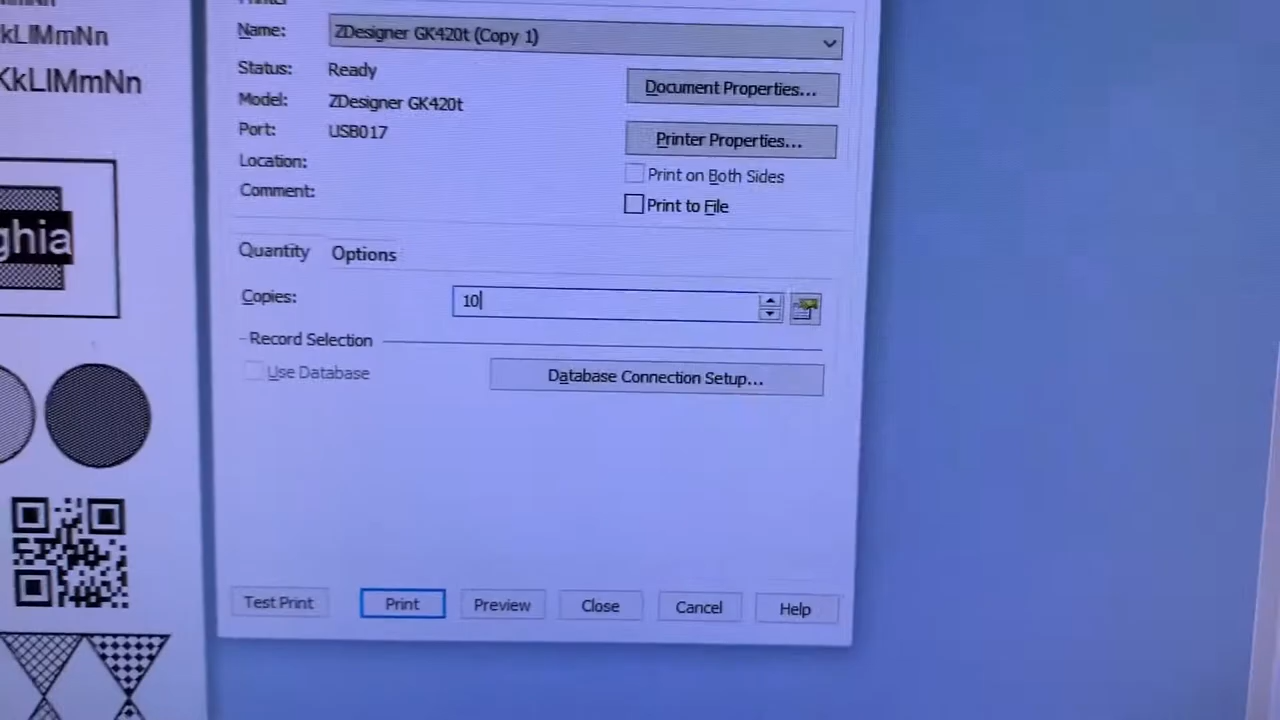 kLlMmNn
KkLlMmNn
ghia
Printer
Name: ZDesigner GK420t (Copy 1)
Status: Ready
Document Properties...
Model: ZDesigner GK420t
Port: USB017
Printer Properties...
Location:
Print on Both Sides
Comment:
Print to File
Quantity Options
Copies: 10
Record Selection
Use Database
Database Connection Setup...
Test Print Print Preview Close Cancel Help